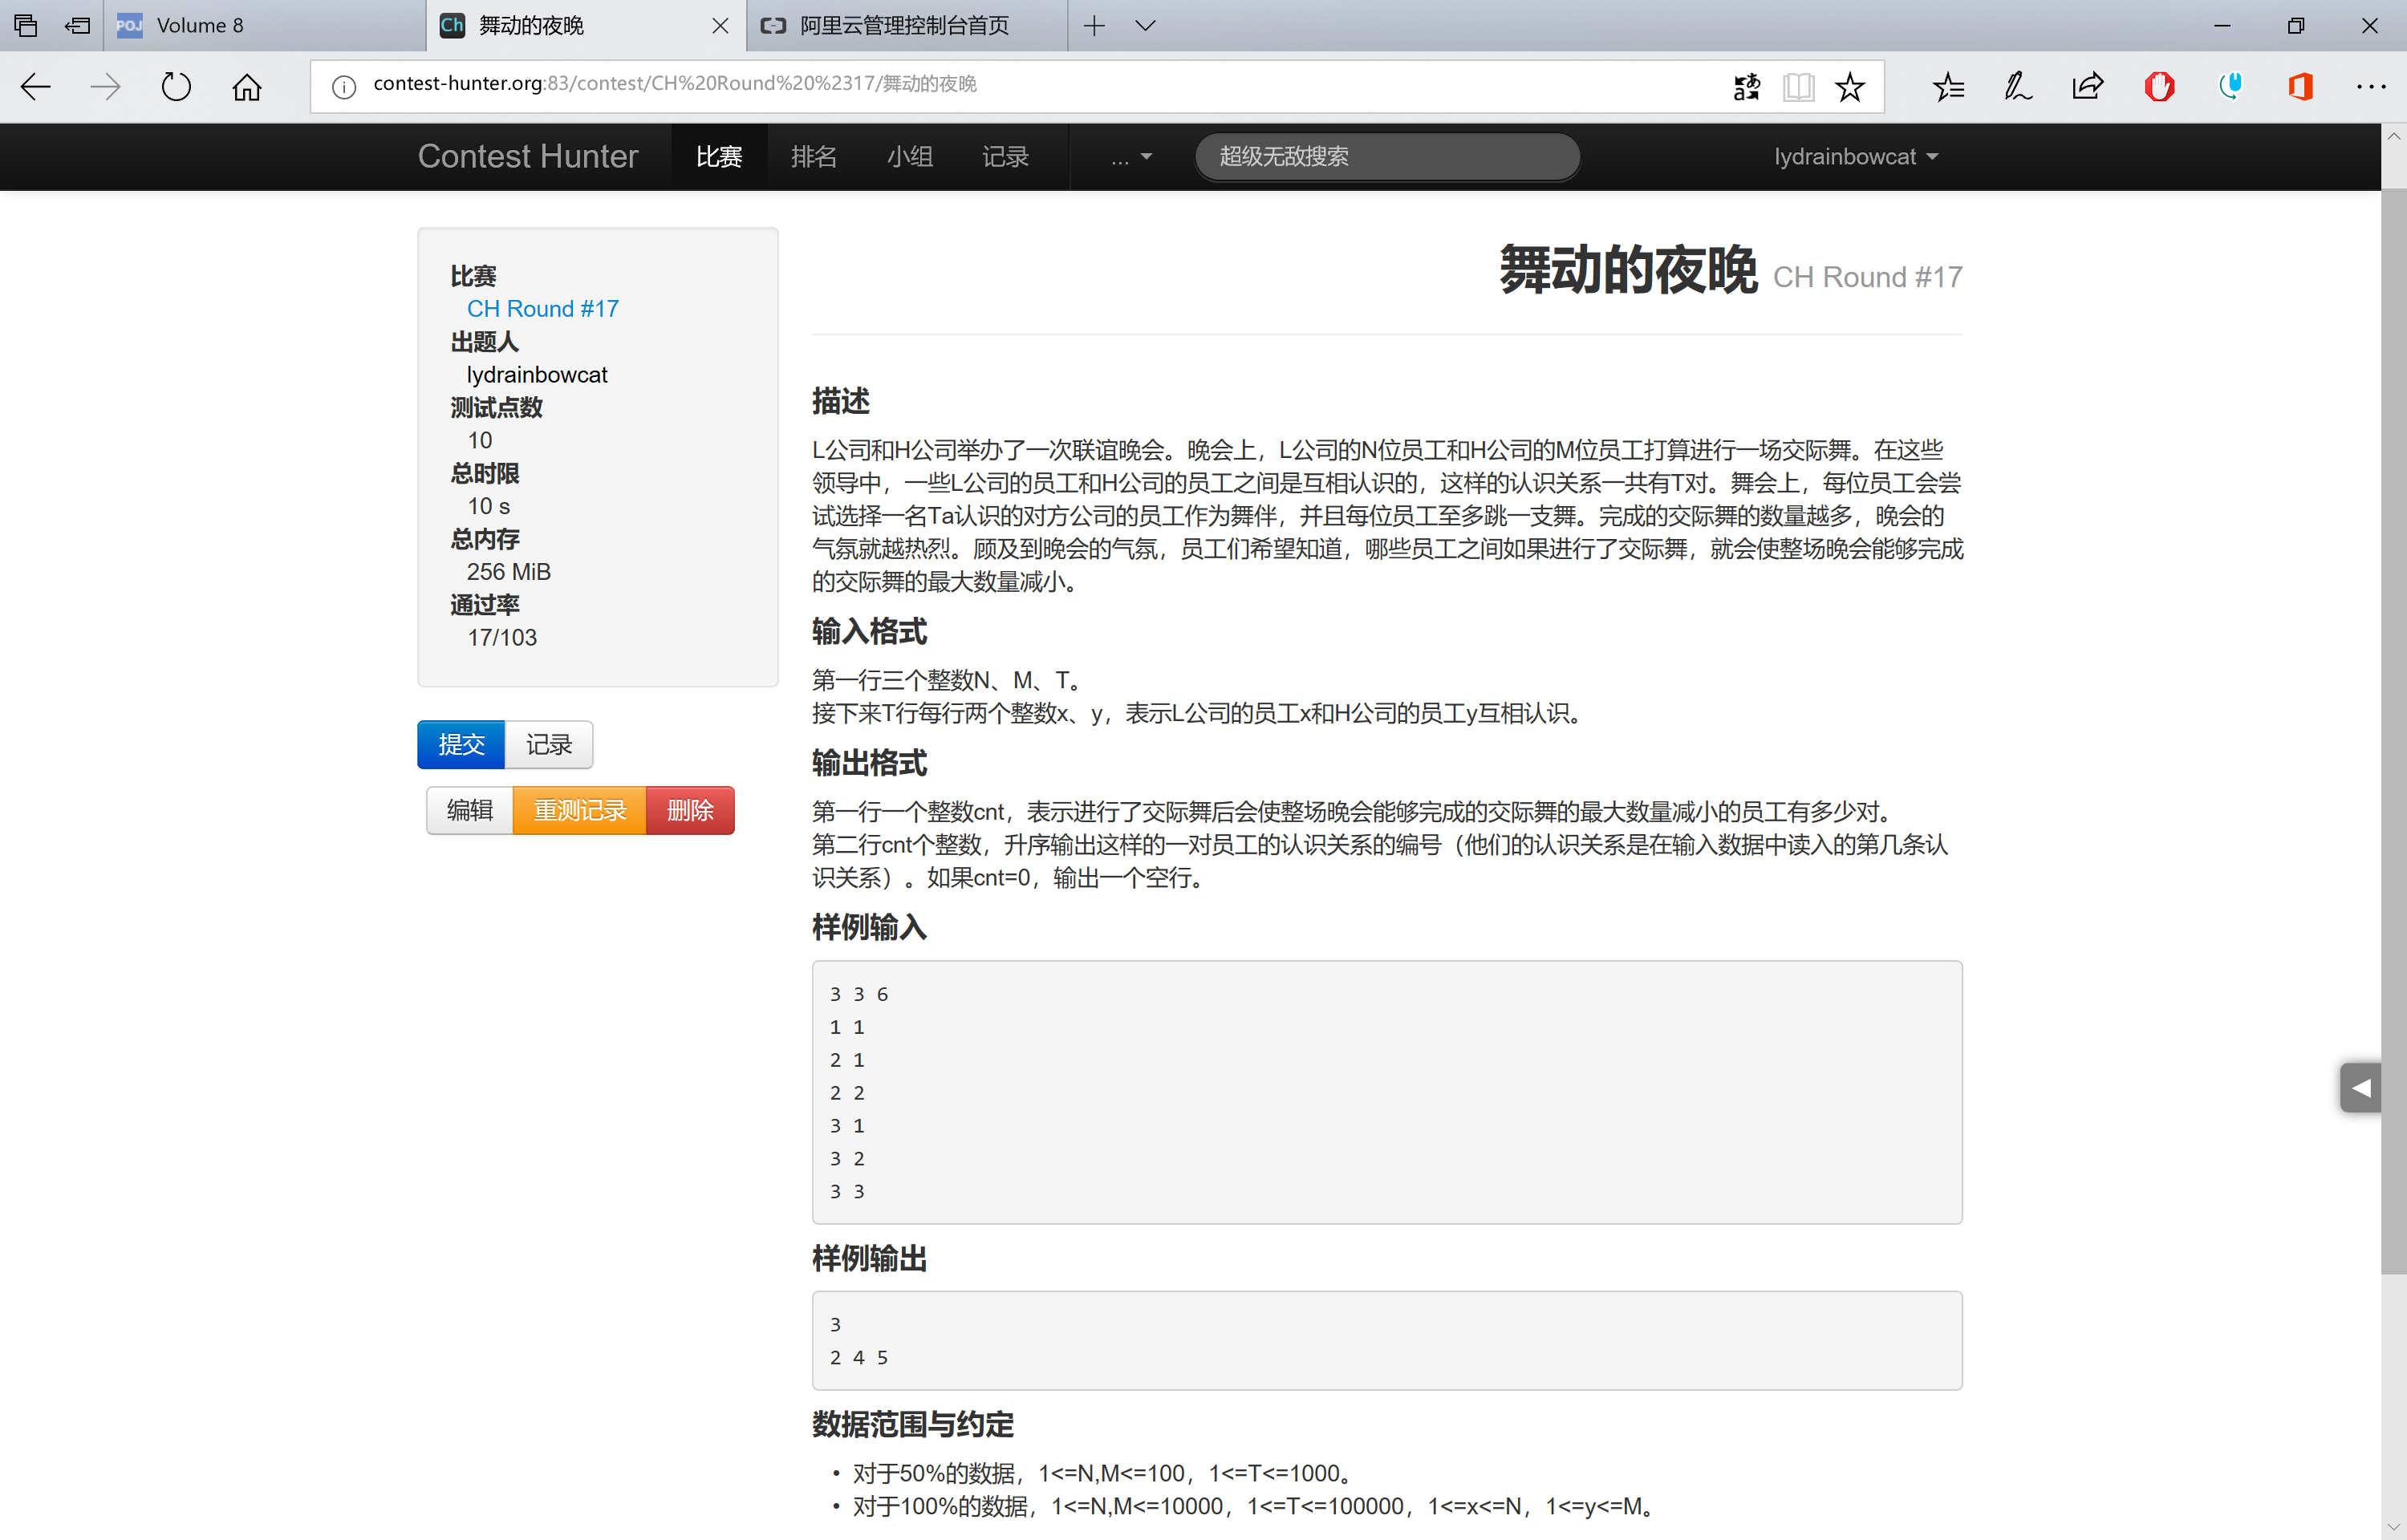 Volume 8
舞动的夜晚
阿里云管理控制台首页
contest-hunter.org:83/contest/CH%20Round%20%2317/舞动的夜晚
Contest Hunter 比赛 排名 小组 记录 ... 超级无敌搜索 lydrainbowcat
比赛
CH Round #17
出题人
lydrainbowcat
测试点数
10
总时限
10 s
总内存
256 MiB
通过率
17/103
提交 记录
编辑 重测记录 删除
舞动的夜晚 CH Round #17
描述
L公司和H公司举办了一次联谊晚会。晚会上，L公司的N位员工和H公司的M位员工打算进行一场交际舞。在这些
领导中，一些L公司的员工和H公司的员工之间是互相认识的，这样的认识关系一共有T对。舞会上，每位员工会尝
试选择一名Ta认识的对方公司的员工作为舞伴，并且每位员工至多跳一支舞。完成的交际舞的数量越多，晚会的
气氛就越热烈。顾及到晚会的气氛，员工们希望知道，哪些员工之间如果进行了交际舞，就会使整场晚会能够完成
的交际舞的最大数量减小。
输入格式
第一行三个整数N、M、T。
接下来T行每行两个整数x、y，表示L公司的员工x和H公司的员工y互相认识。
输出格式
第一行一个整数cnt，表示进行了交际舞后会使整场晚会能够完成的交际舞的最大数量减小的员工有多少对。
第二行cnt个整数，升序输出这样的一对员工的认识关系的编号（他们的认识关系是在输入数据中读入的第几条认
识关系）。如果cnt=0，输出一个空行。
样例输入
3 3 6
1 1
2 1
2 2
3 1
3 2
3 3
样例输出
3
2 4 5
数据范围与约定
• 对于50%的数据，1<=N,M<=100，1<=T<=1000。
• 对于100%的数据，1<=N,M<=10000，1<=T<=100000，1<=x<=N，1<=y<=M。